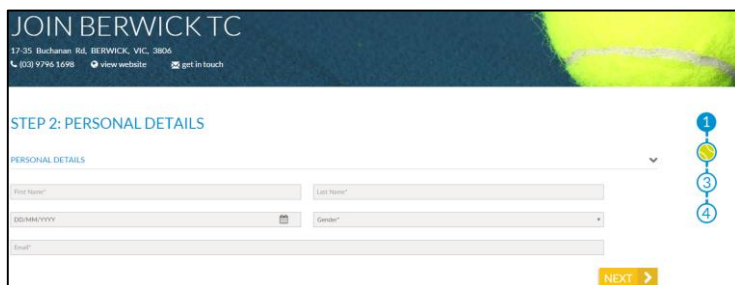 JOIN BERWICK TC
17-35 Buchanan Rd, BERWICK, VIC, 3806
(03) 9796 1698 view website get in touch
STEP 2: PERSONAL DETAILS
1
PERSONAL DETAILS
3
First Name* Last Name*
4
DD/MM/YYYY Gender*
Email*
NEXT